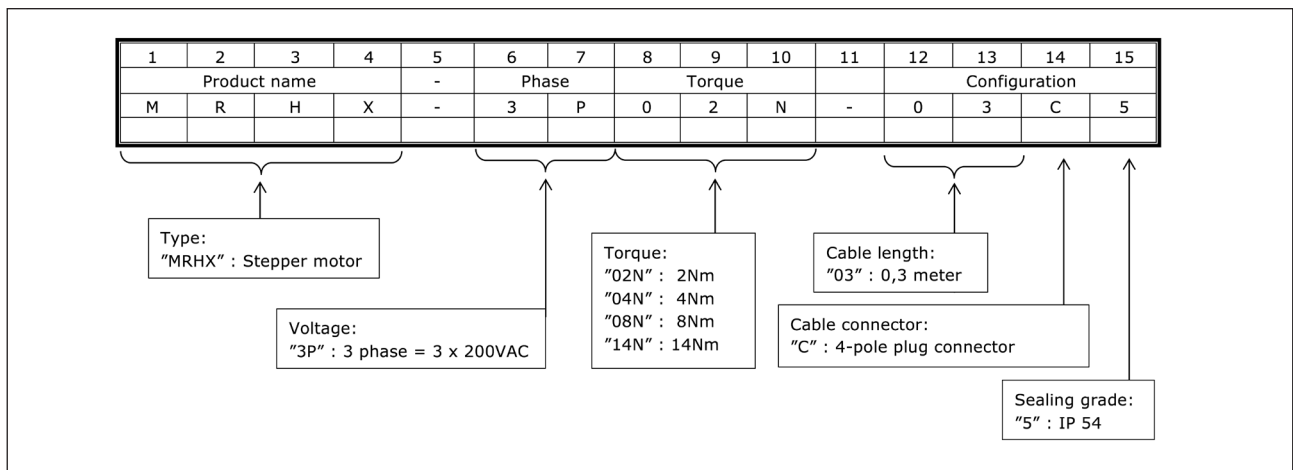 1 2 3 4 5 6 7 8 9 10 11 12 13 14 15
Product name - Phase Torque Configuration
M R H X - 3 P 0 2 N - 0 3 C 5
Type:
"MRHX" : Stepper motor
Voltage:
"3P" : 3 phase = 3 x 200VAC
Torque:
"02N" : 2Nm
"04N" : 4Nm
"08N" : 8Nm
"14N" : 14Nm
Cable length:
"03" : 0,3 meter
Cable connector:
"C" : 4-pole plug connector
Sealing grade:
"5" : IP 54